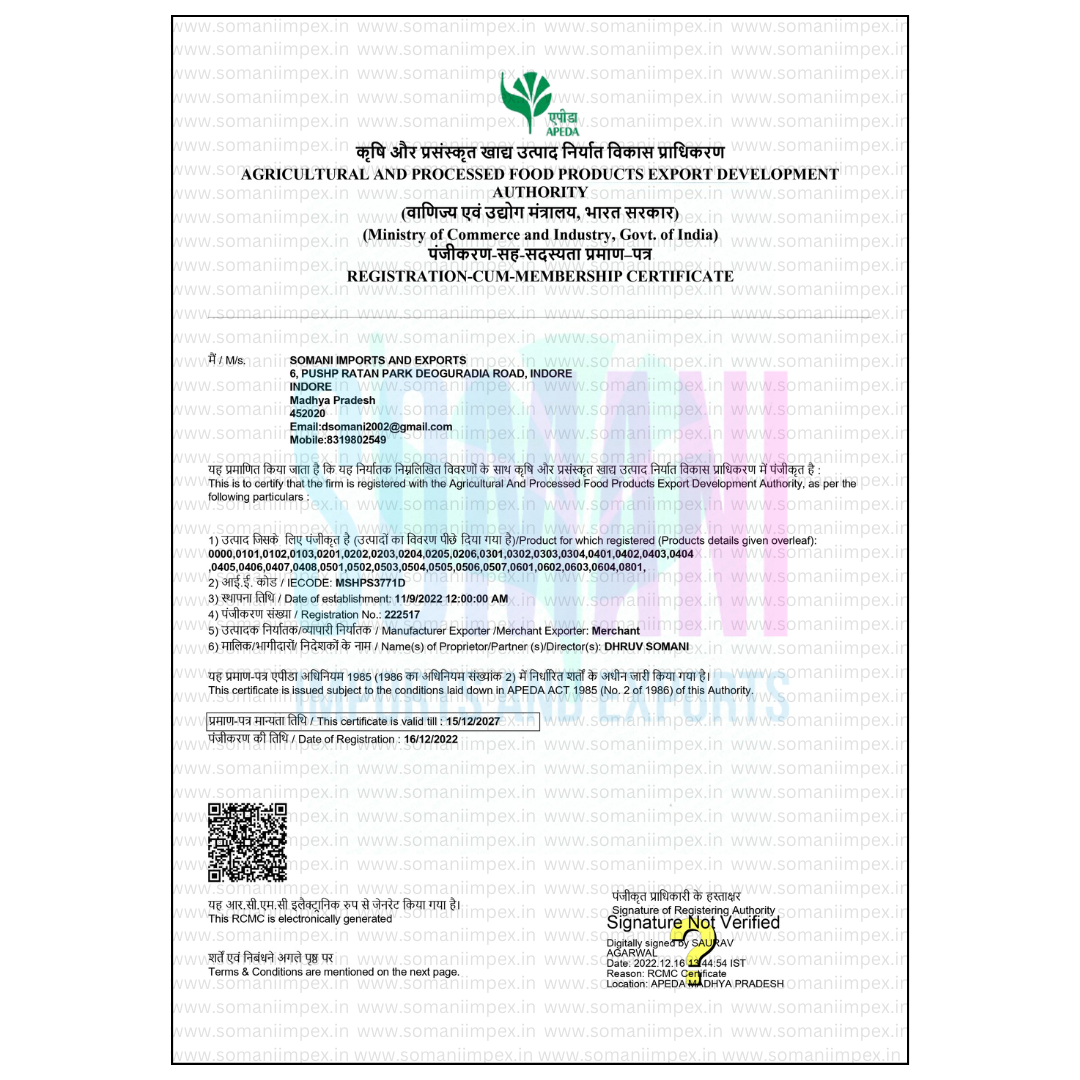 एपीडा
APEDA
कृषि और प्रसंस्कृत खाद्य उत्पाद निर्यात विकास प्राधिकरण
AGRICULTURAL AND PROCESSED FOOD PRODUCTS EXPORT DEVELOPMENT
AUTHORITY
(वाणिज्य एवं उद्योग मंत्रालय, भारत सरकार)
(Ministry of Commerce and Industry, Govt. of India)
पंजीकरण-सह-सदस्यता प्रमाण–पत्र
REGISTRATION-CUM-MEMBERSHIP CERTIFICATE
मैं / M/s. SOMANI IMPORTS AND EXPORTS
6, PUSHP RATAN PARK DEOGURADIA ROAD, INDORE
INDORE
Madhya Pradesh
452020
Email:dsomani2002@gmail.com
Mobile:8319802549
यह प्रमाणित किया जाता है कि यह निर्यातक निम्नलिखित विवरणों के साथ कृषि और प्रसंस्कृत खाद्य उत्पाद निर्यात विकास प्राधिकरण में पंजीकृत है :
This is to certify that the firm is registered with the Agricultural And Processed Food Products Export Development Authority, as per the
following particulars :
1) उत्पाद जिसके लिए पंजीकृत है (उत्पादों का विवरण पीछे दिया गया है)/Product for which registered (Products details given overleaf):
0000,0101,0102,0103,0201,0202,0203,0204,0205,0206,0301,0302,0303,0304,0401,0402,0403,0404
,0405,0406,0407,0408,0501,0502,0503,0504,0505,0506,0507,0601,0602,0603,0604,0801,
2) आई.ई. कोड / IECODE: MSHPS3771D
3) स्थापना तिथि / Date of establishment: 11/9/2022 12:00:00 AM
4) पंजीकरण संख्या / Registration No.: 222517
5) उत्पादक निर्यातक/व्यापारी निर्यातक / Manufacturer Exporter /Merchant Exporter: Merchant
6) मालिक/भागीदारों/ निदेशकों के नाम / Name(s) of Proprietor/Partner (s)/Director(s): DHRUV SOMANI
यह प्रमाण-पत्र एपीडा अधिनियम 1985 (1986 का अधिनियम संख्यांक 2) में निर्धारित शर्तों के अधीन जारी किया गया है।
This certificate is issued subject to the conditions laid down in APEDA ACT 1985 (No. 2 of 1986) of this Authority.
प्रमाण-पत्र मान्यता तिथि / This certificate is valid till : 15/12/2027
पंजीकरण की तिथि / Date of Registration : 16/12/2022
SOMANI
IMPORTS AND EXPORTS
www.somaniimpex.in
यह आर.सी.एम.सी इलैक्ट्रानिक रुप से जेनरेट किया गया है।
This RCMC is electronically generated
शर्तें एवं निबंधने अगले पृष्ठ पर
Terms & Conditions are mentioned on the next page.
पंजीकृत प्राधिकारी के हस्ताक्षर
Signature of Registering Authority
Signature Not Verified
Digitally signed by SAURAV
AGARWAL
Date: 2022.12.16 13:44:54 IST
Reason: RCMC Certificate
Location: APEDA MADHYA PRADESH